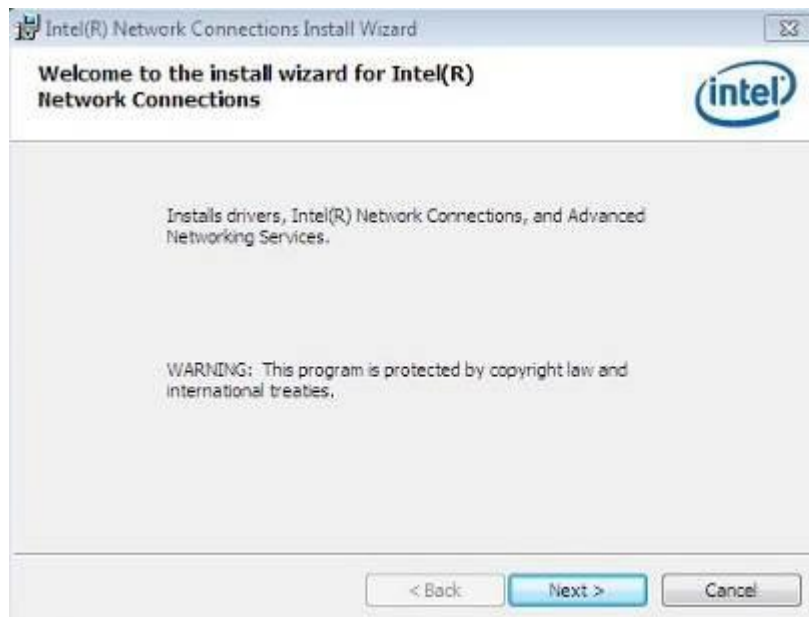 Intel(R) Network Connections Install Wizard
Welcome to the install wizard for Intel(R)
Network Connections
intel
Installs drivers, Intel(R) Network Connections, and Advanced
Networking Services.
WARNING: This program is protected by copyright law and
international treaties.
< Back
Next >
Cancel